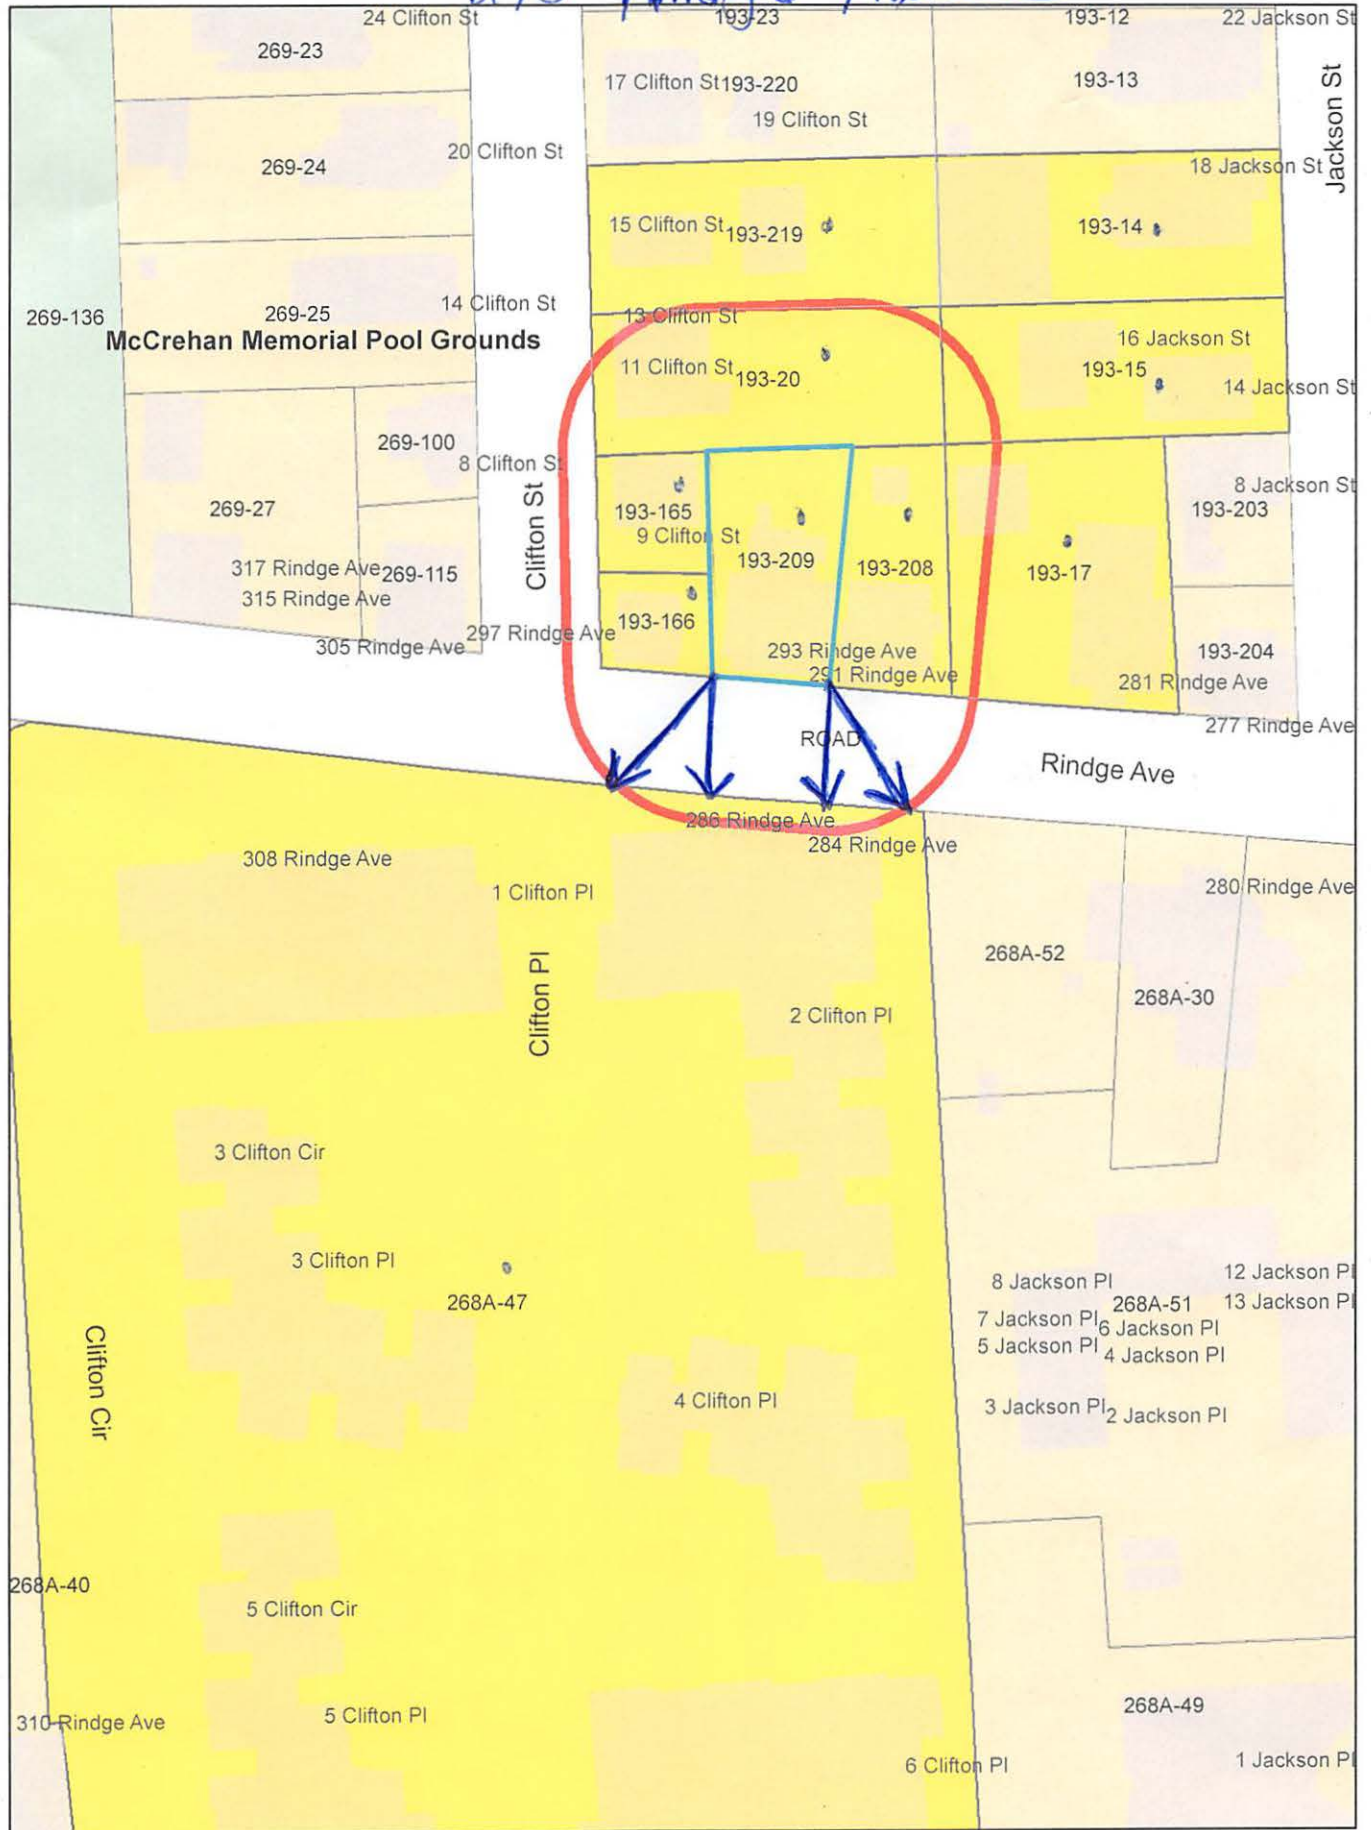 24 Clifton St
193-23
193-12
22 Jackson St
269-23
17 Clifton St
193-220
193-13
19 Clifton St
Jackson St
20 Clifton St
269-24
18 Jackson St
15 Clifton St
193-219
193-14
14 Clifton St
269-25
269-136
13 Clifton St
McCrehan Memorial Pool Grounds
16 Jackson St
11 Clifton St
193-20
193-15
14 Jackson St
269-100
8 Clifton St
8 Jackson St
269-27
193-165
193-203
Clifton St
9 Clifton St
193-209
193-208
193-17
317 Rindge Ave
269-115
315 Rindge Ave
193-166
297 Rindge Ave
305 Rindge Ave
293 Rindge Ave
193-204
291 Rindge Ave
281 Rindge Ave
277 Rindge Ave
ROAD
Rindge Ave
286 Rindge Ave
284 Rindge Ave
308 Rindge Ave
1 Clifton Pl
280 Rindge Ave
268A-52
268A-30
Clifton Pl
2 Clifton Pl
3 Clifton Cir
3 Clifton Pl
8 Jackson Pl
12 Jackson Pl
268A-47
268A-51
13 Jackson Pl
7 Jackson Pl
6 Jackson Pl
5 Jackson Pl
4 Jackson Pl
Clifton Cir
4 Clifton Pl
3 Jackson Pl
2 Jackson Pl
268A-40
5 Clifton Cir
268A-49
5 Clifton Pl
310 Rindge Ave
6 Clifton Pl
1 Jackson Pl